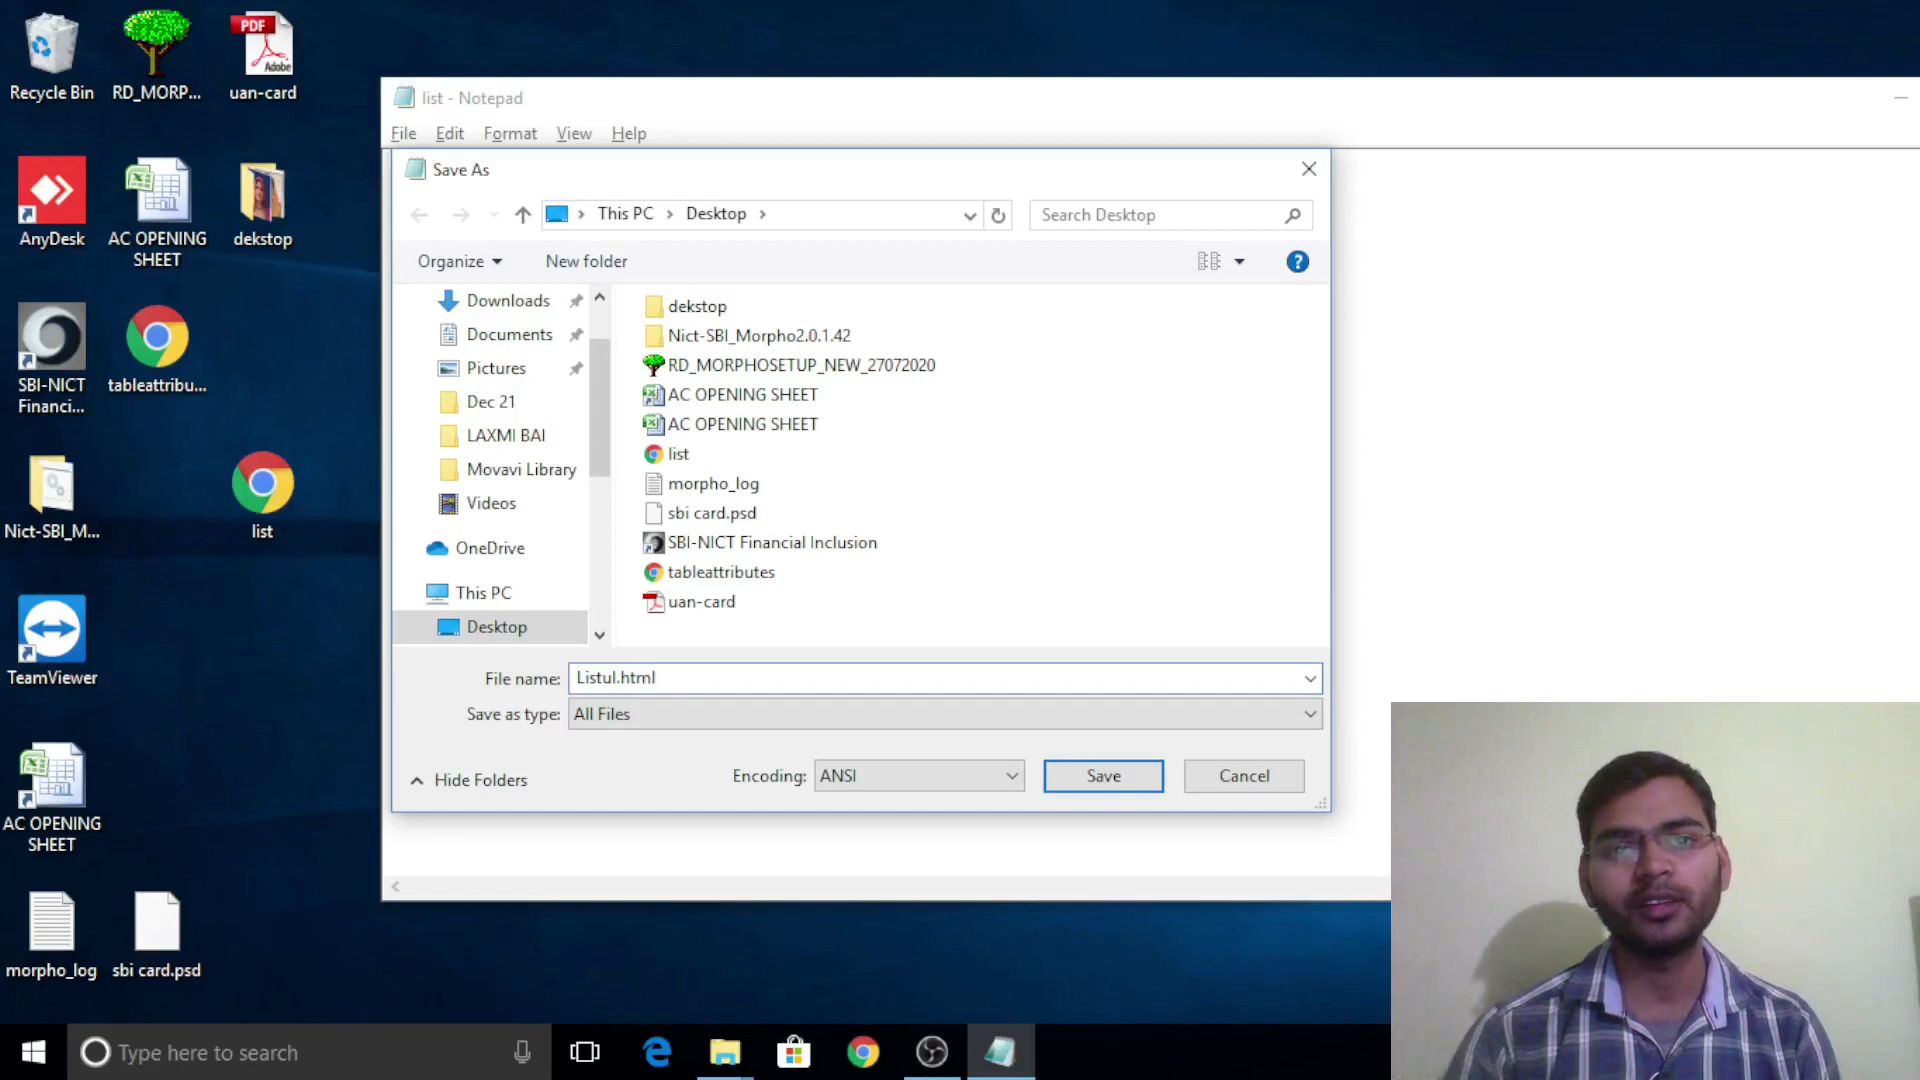 Recycle Bin
RD_MORP...
PDF
Adobe
uan-card
AnyDesk
AC OPENING
SHEET
dekstop
SBI-NICT
Financi...
tableattribu...
Nict-SBI_M...
list
TeamViewer
AC OPENING
SHEET
morpho_log
sbi card.psd
list - Notepad
File Edit Format View Help
Save As
This PC Desktop
Search Desktop
Organize
New folder
Downloads
Documents
Pictures
Dec 21
LAXMI BAI
Movavi Library
Videos
OneDrive
This PC
Desktop
dekstop
Nict-SBI_Morpho2.0.1.42
RD_MORPHOSETUP_NEW_27072020
AC OPENING SHEET
AC OPENING SHEET
list
morpho_log
sbi card.psd
SBI-NICT Financial Inclusion
tableattributes
uan-card
File name: Listul.html
Save as type: All Files
Hide Folders
Encoding: ANSI
Save
Cancel
Type here to search